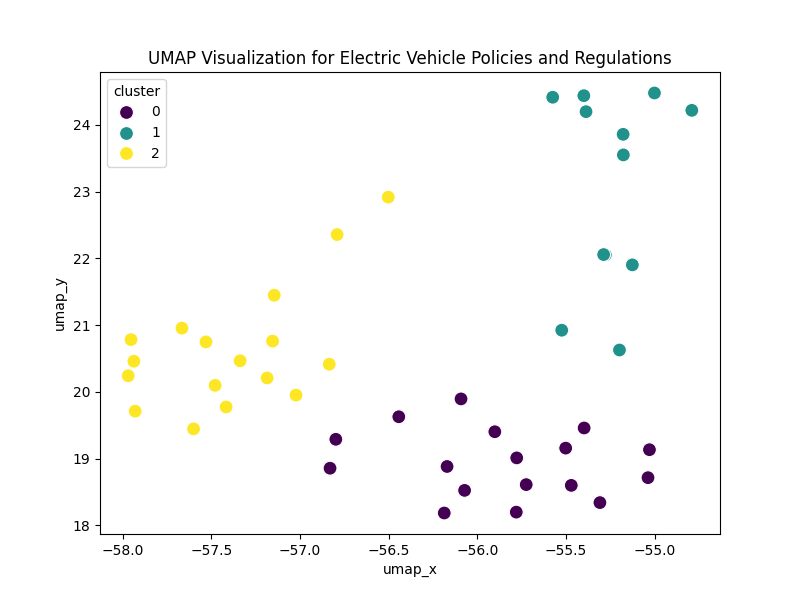 UMAP Visualization for Electric Vehicle Policies and Regulations
cluster
0
1
2
24
23
22
21
20
19
18
umap_y
−58.0 −57.5 −57.0 −56.5 −56.0 −55.5 −55.0
umap_x